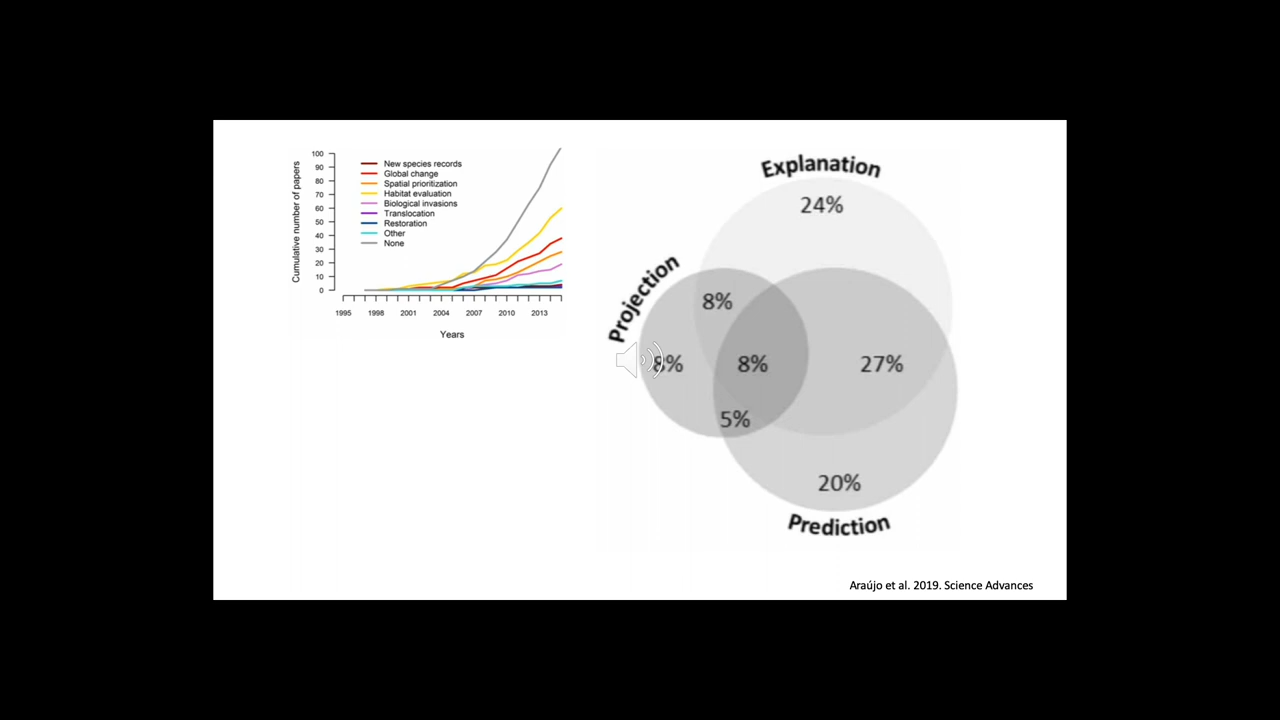 Cumulative number of papers
100
90
80
70
60
50
40
30
20
10
0
New species records
Global change
Spatial prioritization
Habitat evaluation
Biological invasions
Translocation
Restoration
Other
None
1995 1998 2001 2004 2007 2010 2013
Years
Explanation
24%
Projection
8%
8% 8% 27%
5%
20%
Prediction
Araújo et al. 2019. Science Advances